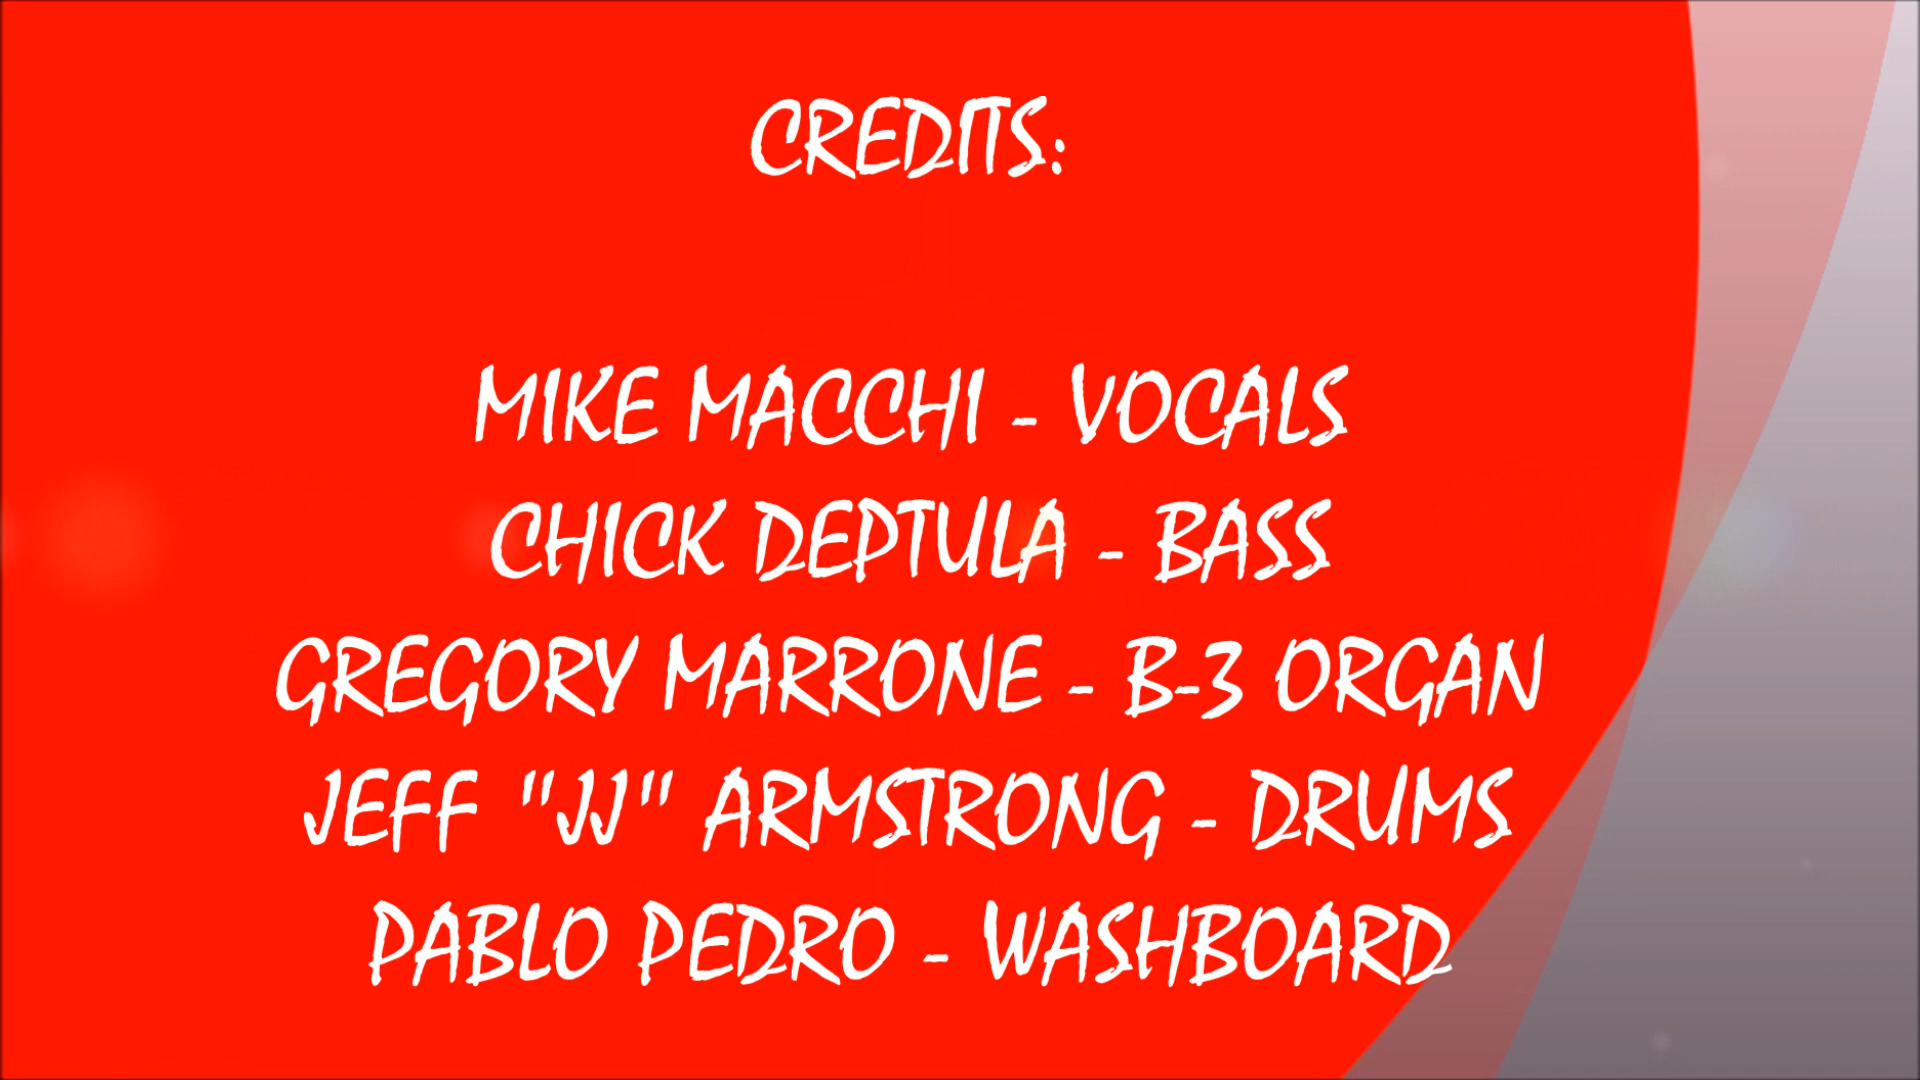 CREDITS:
MIKE MACCHI - VOCALS
CHICK DEPTULA - BASS
GREGORY MARRONE - B-3 ORGAN
JEFF "JJ" ARMSTRONG - DRUMS
PABLO PEDRO - WASHBOARD